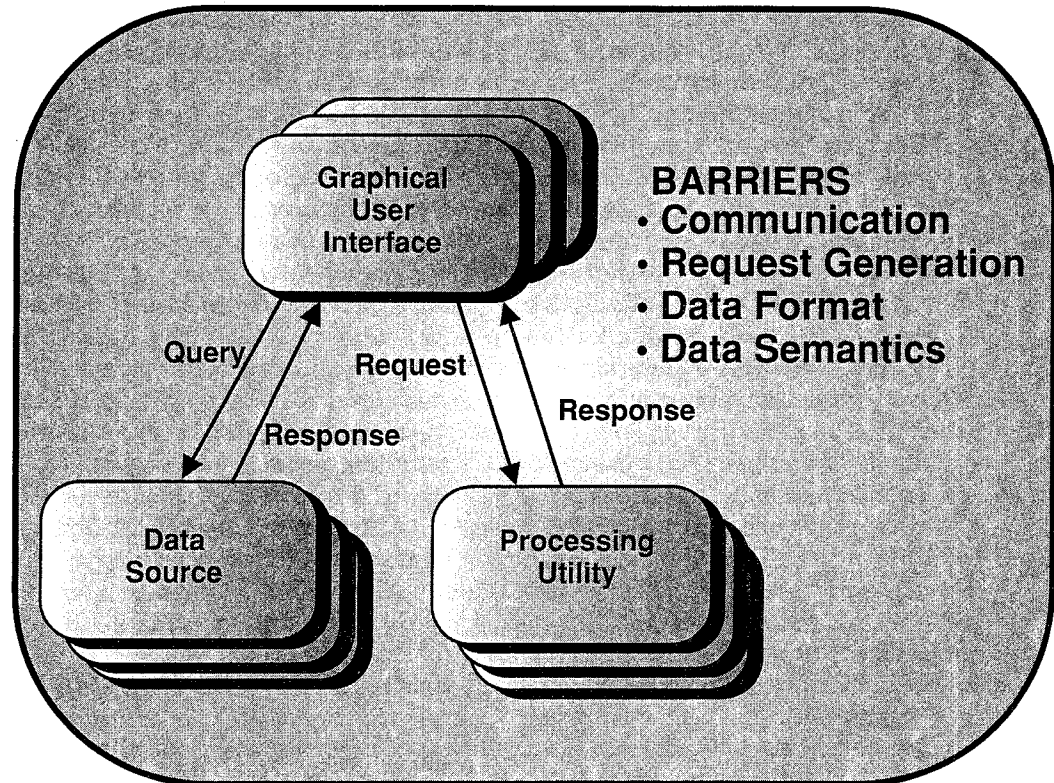 Graphical
User
Interface
BARRIERS
• Communication
• Request Generation
• Data Format
• Data Semantics
Query
Request
Response
Response
Data
Source
Processing
Utility